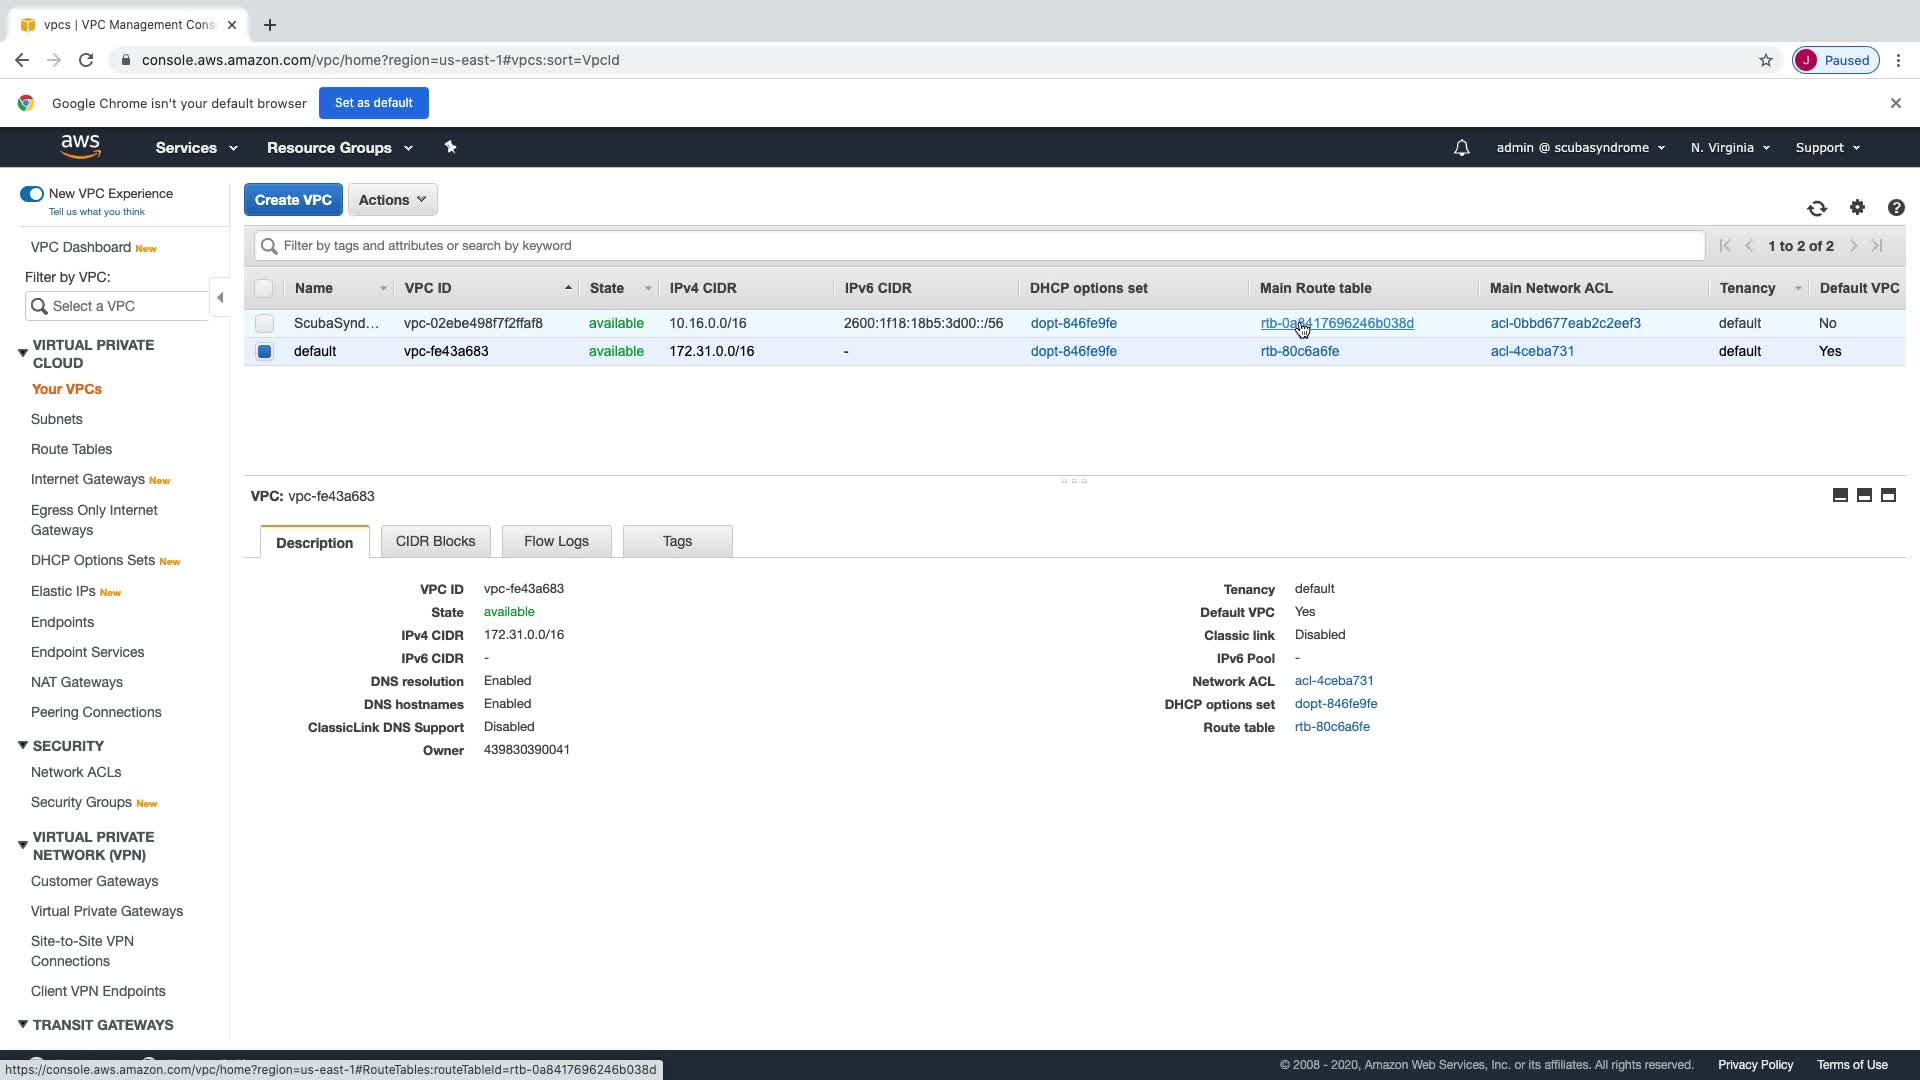 vpcs | VPC Management Cons
console.aws.amazon.com/vpc/home?region=us-east-1#vpcs:sort=VpcId
J Paused
Google Chrome isn't your default browser Set as default
aws Services Resource Groups admin @ scubasyndrome N. Virginia Support
New VPC Experience
Tell us what you think
VPC Dashboard New
Filter by VPC:
Select a VPC
VIRTUAL PRIVATE
CLOUD
Your VPCs
Subnets
Route Tables
Internet Gateways New
Egress Only Internet
Gateways
DHCP Options Sets New
Elastic IPs New
Endpoints
Endpoint Services
NAT Gateways
Peering Connections
SECURITY
Network ACLs
Security Groups New
VIRTUAL PRIVATE
NETWORK (VPN)
Customer Gateways
Virtual Private Gateways
Site-to-Site VPN
Connections
Client VPN Endpoints
TRANSIT GATEWAYS
Create VPC Actions
Filter by tags and attributes or search by keyword 1 to 2 of 2
Name VPC ID State IPv4 CIDR IPv6 CIDR DHCP options set Main Route table Main Network ACL Tenancy Default VPC
ScubaSynd... vpc-02ebe498f7f2ffaf8 available 10.16.0.0/16 2600:1f18:18b5:3d00::/56 dopt-846fe9fe rtb-0a8417696246b038d acl-0bbd677eab2c2eef3 default No
default vpc-fe43a683 available 172.31.0.0/16 - dopt-846fe9fe rtb-80c6a6fe acl-4ceba731 default Yes
VPC: vpc-fe43a683
Description CIDR Blocks Flow Logs Tags
VPC ID vpc-fe43a683
State available
IPv4 CIDR 172.31.0.0/16
IPv6 CIDR -
DNS resolution Enabled
DNS hostnames Enabled
ClassicLink DNS Support Disabled
Owner 439830390041
Tenancy default
Default VPC Yes
Classic link Disabled
IPv6 Pool -
Network ACL acl-4ceba731
DHCP options set dopt-846fe9fe
Route table rtb-80c6a6fe
https://console.aws.amazon.com/vpc/home?region=us-east-1#RouteTables:routeTableId=rtb-0a8417696246b038d
© 2008 - 2020, Amazon Web Services, Inc. or its affiliates. All rights reserved. Privacy Policy Terms of Use